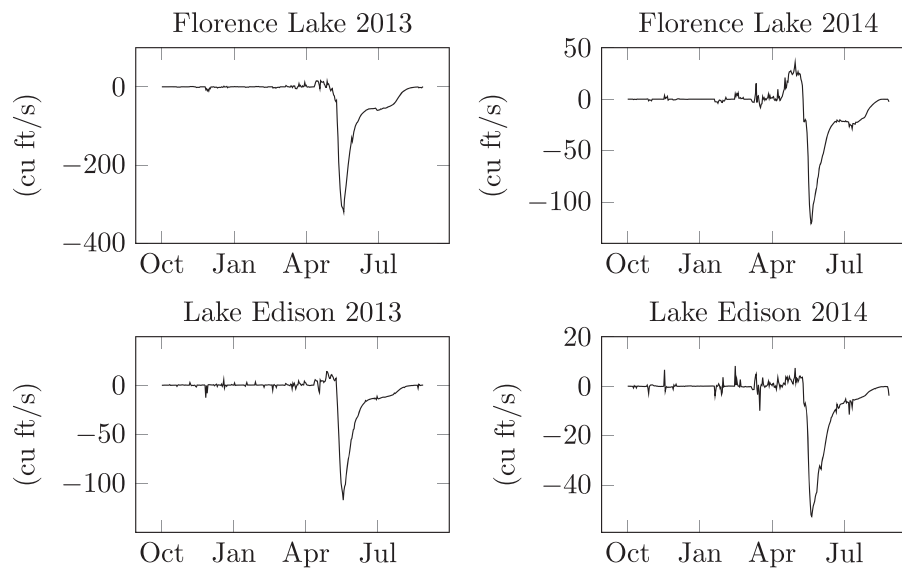 Florence Lake 2013
(cu ft/s)
0
−200
−400
Oct Jan Apr Jul
Florence Lake 2014
(cu ft/s)
50
0
−50
−100
Oct Jan Apr Jul
Lake Edison 2013
(cu ft/s)
0
−50
−100
Oct Jan Apr Jul
Lake Edison 2014
(cu ft/s)
20
0
−20
−40
Oct Jan Apr Jul